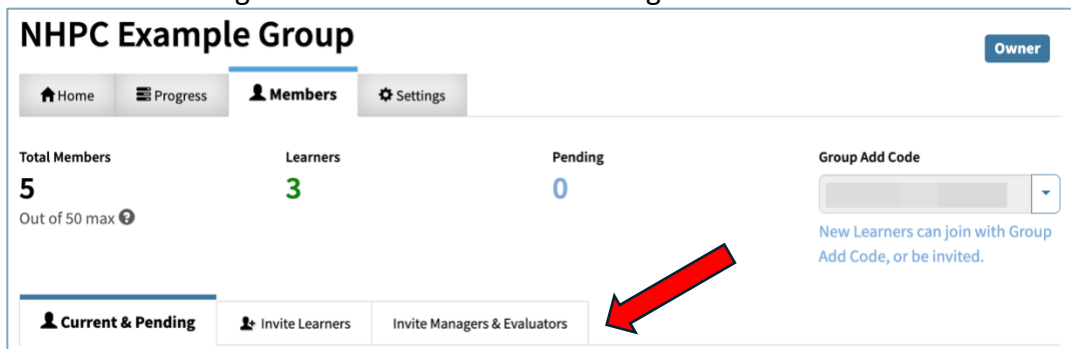 NHPC Example Group
Owner
Home Progress Members Settings
Total Members Learners Pending Group Add Code
5 3 0
Out of 50 max
New Learners can join with Group
Add Code, or be invited.
Current & Pending Invite Learners Invite Managers & Evaluators